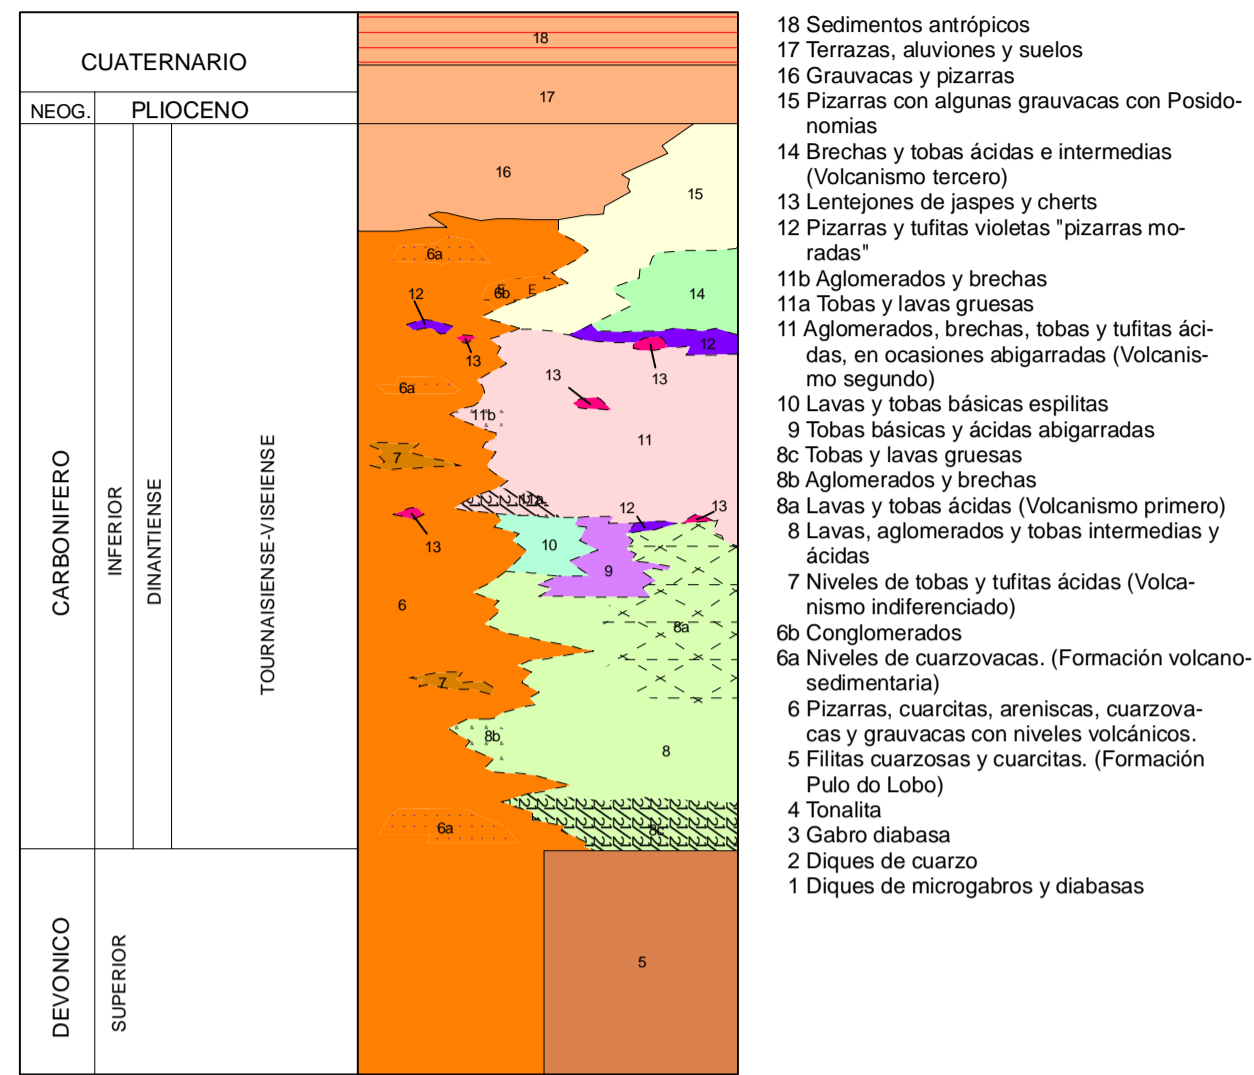 CUATERNARIO
NEOG.
PLIOCENO
CARBONIFERO
INFERIOR
DINANTIENSE
TOURNAISIENSE-VISEIENSE
DEVONICO
SUPERIOR
18
17
16
15
6a
6b
E
E
14
12
12
13
13
13
6a
11b
11
7
11a
12
13
13
10
9
6
8a
7
8b
8
6a
8c
5
18 Sedimentos antrópicos
17 Terrazas, aluviones y suelos
16 Grauvacas y pizarras
15 Pizarras con algunas grauvacas con Posido-
nomias
14 Brechas y tobas ácidas e intermedias
(Volcanismo tercero)
13 Lentejones de jaspes y cherts
12 Pizarras y tufitas violetas "pizarras mo-
radas"
11b Aglomerados y brechas
11a Tobas y lavas gruesas
11 Aglomerados, brechas, tobas y tufitas áci-
das, en ocasiones abigarradas (Volcanis-
mo segundo)
10 Lavas y tobas básicas espilitas
9 Tobas básicas y ácidas abigarradas
8c Tobas y lavas gruesas
8b Aglomerados y brechas
8a Lavas y tobas ácidas (Volcanismo primero)
8 Lavas, aglomerados y tobas intermedias y
ácidas
7 Niveles de tobas y tufitas ácidas (Volca-
nismo indiferenciado)
6b Conglomerados
6a Niveles de cuarzovacas. (Formación volcano-
sedimentaria)
6 Pizarras, cuarcitas, areniscas, cuarzova-
cas y grauvacas con niveles volcánicos.
5 Filitas cuarzosas y cuarcitas. (Formación
Pulo do Lobo)
4 Tonalita
3 Gabro diabasa
2 Diques de cuarzo
1 Diques de microgabros y diabasas